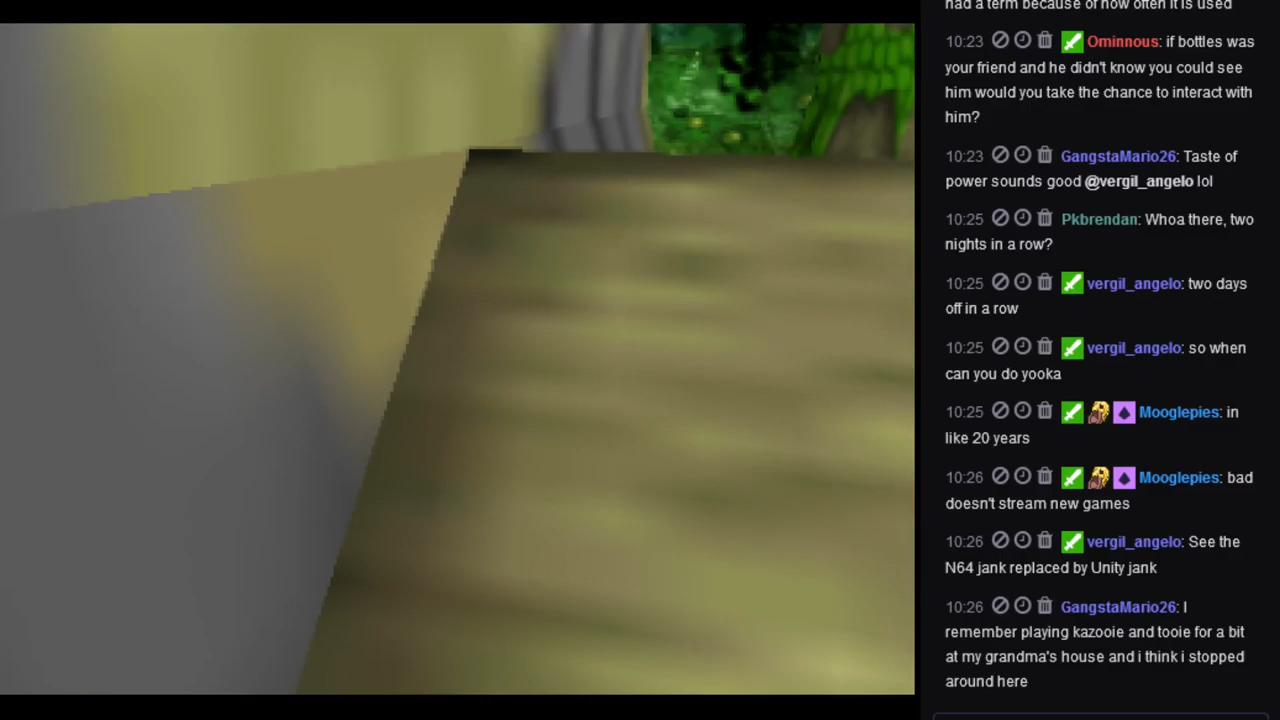 had a term because of how often it is used
10:23 Ominnous: if bottles was
your friend and he didn't know you could see
him would you take the chance to interact with
him?
10:23 GangstaMario26: Taste of
power sounds good @vergil_angelo lol
10:25 Pkbrendan: Whoa there, two
nights in a row?
10:25 vergil_angelo: two days
off in a row
10:25 vergil_angelo: so when
can you do yooka
10:25 Mooglepies: in
like 20 years
10:26 Mooglepies: bad
doesn't stream new games
10:26 vergil_angelo: See the
N64 jank replaced by Unity jank
10:26 GangstaMario26: I
remember playing kazooie and tooie for a bit
at my grandma's house and i think i stopped
around here